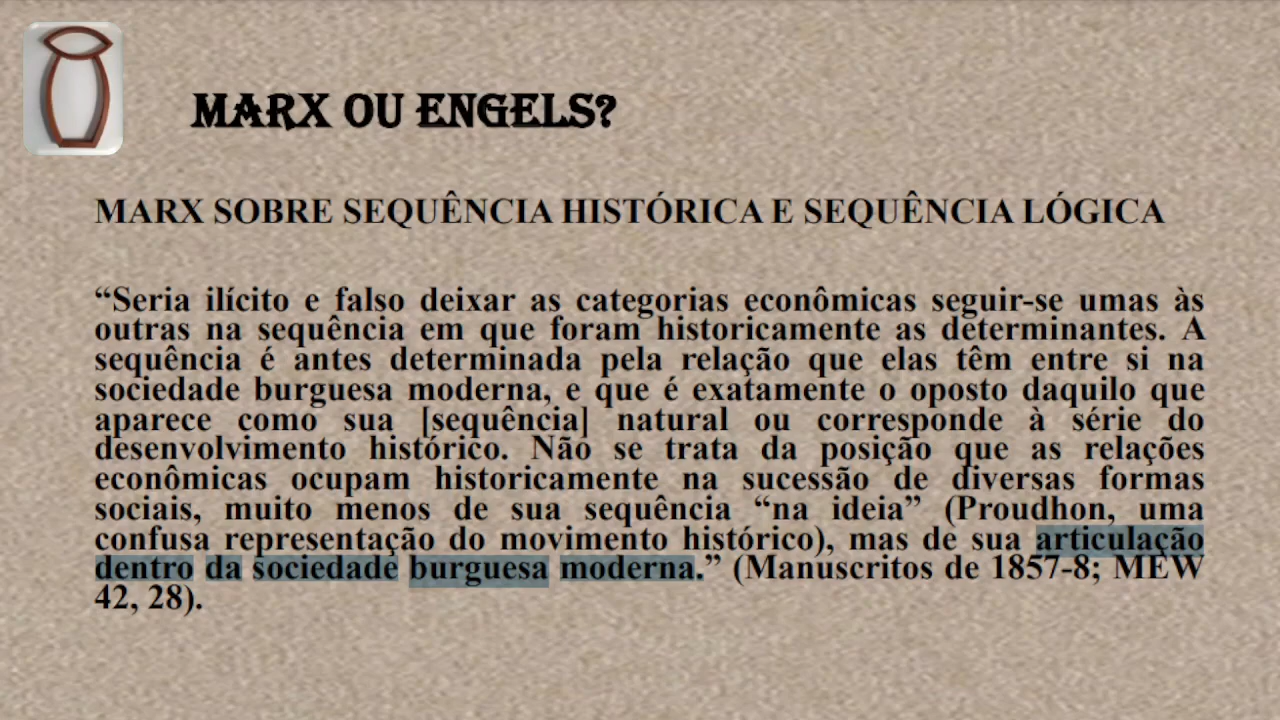 MARX OU ENGELS?
MARX SOBRE SEQUÊNCIA HISTÓRICA E SEQUÊNCIA LÓGICA
“Seria ilícito e falso deixar as categorias econômicas seguir-se umas às
outras na sequência em que foram historicamente as determinantes. A
sequência é antes determinada pela relação que elas têm entre si na
sociedade burguesa moderna, e que é exatamente o oposto daquilo que
aparece como sua [sequência] natural ou corresponde à série do
desenvolvimento histórico. Não se trata da posição que as relações
econômicas ocupam historicamente na sucessão de diversas formas
sociais, muito menos de sua sequência “na ideia” (Proudhon, uma
confusa representação do movimento histórico), mas de sua articulação
dentro da sociedade burguesa moderna.” (Manuscritos de 1857-8; MEW
42, 28).